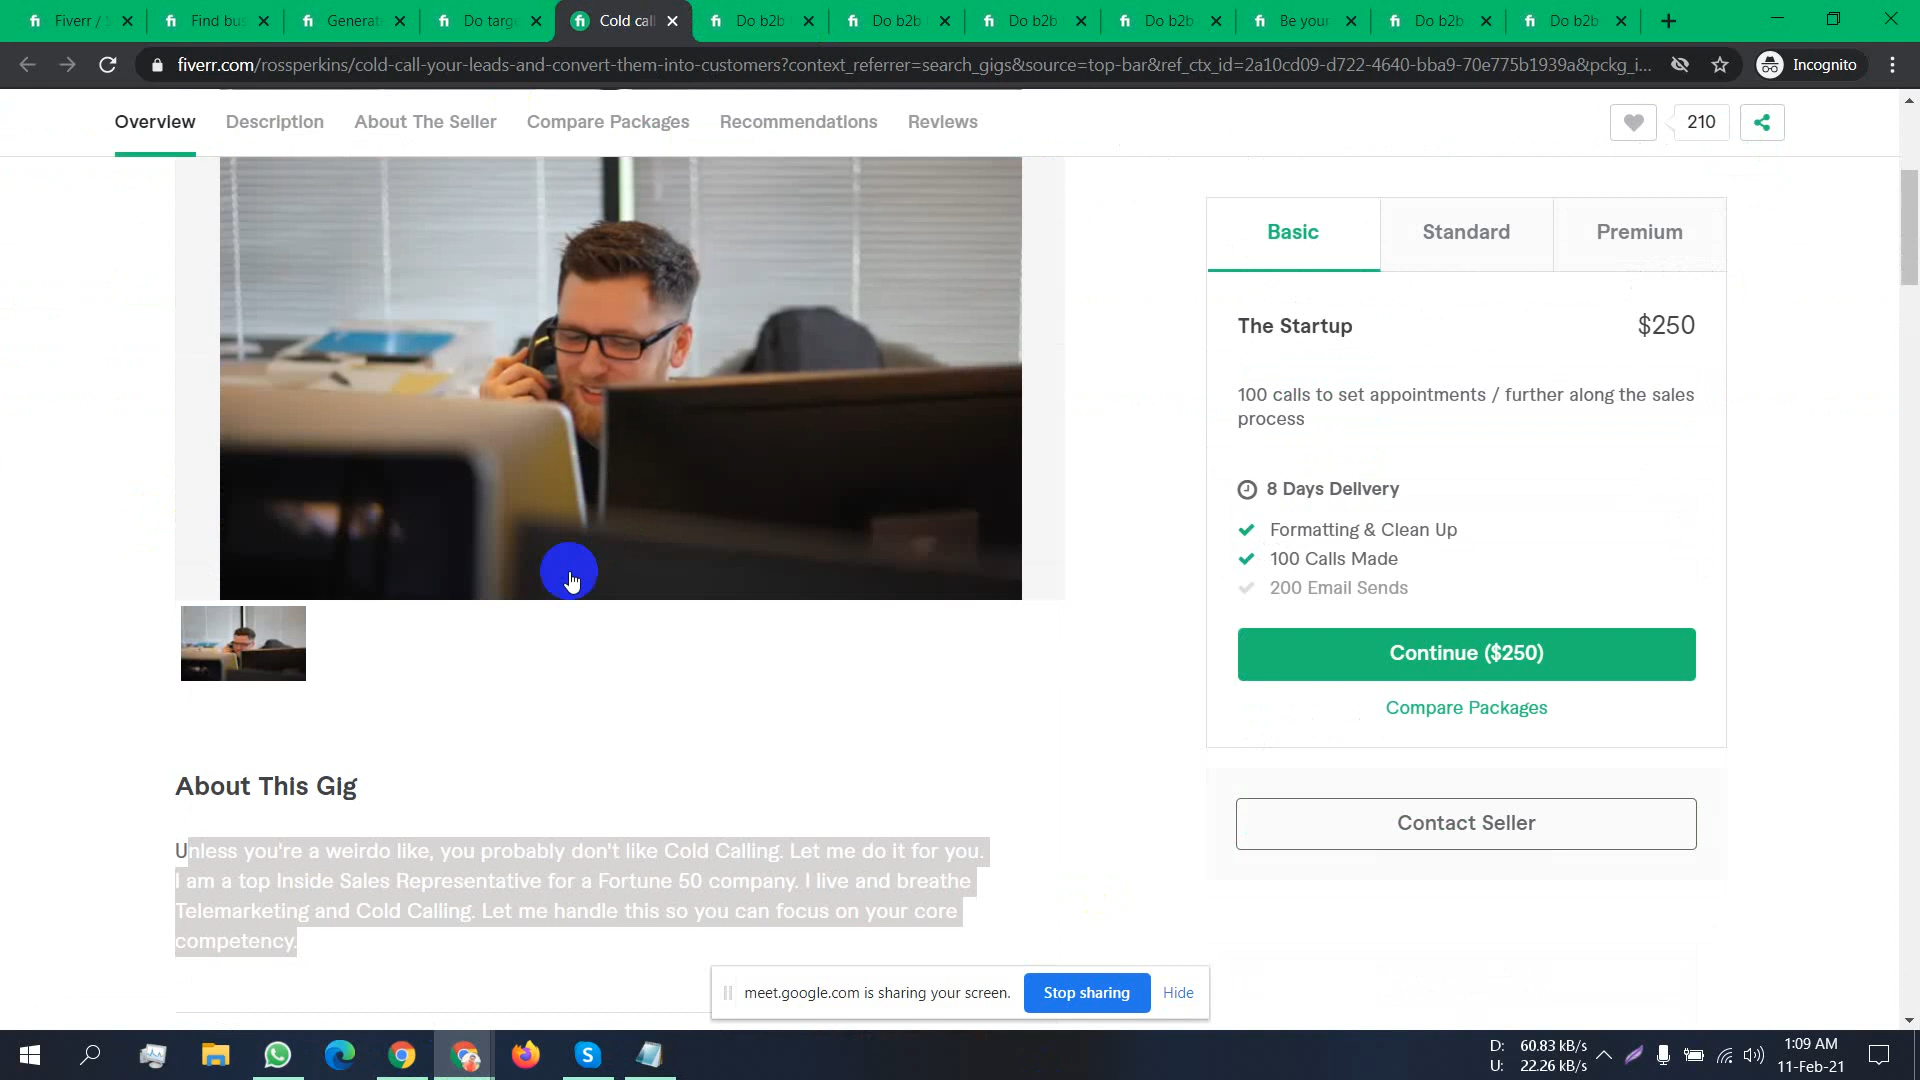 Fiverr /
Find bus
Generat
Do targe
Cold cal
Do b2b
Do b2b
Do b2b
Do b2b
Be your
Do b2b
Do b2b
fiverr.com/rossperkins/cold-call-your-leads-and-convert-them-into-customers?context_referrer=search_gigs&source=top-bar&ref_ctx_id=2a10cd09-d722-4640-bba9-70e775b1939a&pckg_i...
Incognito
Overview Description About The Seller Compare Packages Recommendations Reviews
210
Basic Standard Premium
The Startup $250
100 calls to set appointments / further along the sales
process
8 Days Delivery
Formatting & Clean Up
100 Calls Made
200 Email Sends
Continue ($250)
Compare Packages
Contact Seller
About This Gig
Unless you're a weirdo like, you probably don't like Cold Calling. Let me do it for you.
I am a top Inside Sales Representative for a Fortune 50 company. I live and breathe
Telemarketing and Cold Calling. Let me handle this so you can focus on your core
competency.
meet.google.com is sharing your screen. Stop sharing Hide
D: 60.83 kB/s
U: 22.26 kB/s
1:09 AM
11-Feb-21